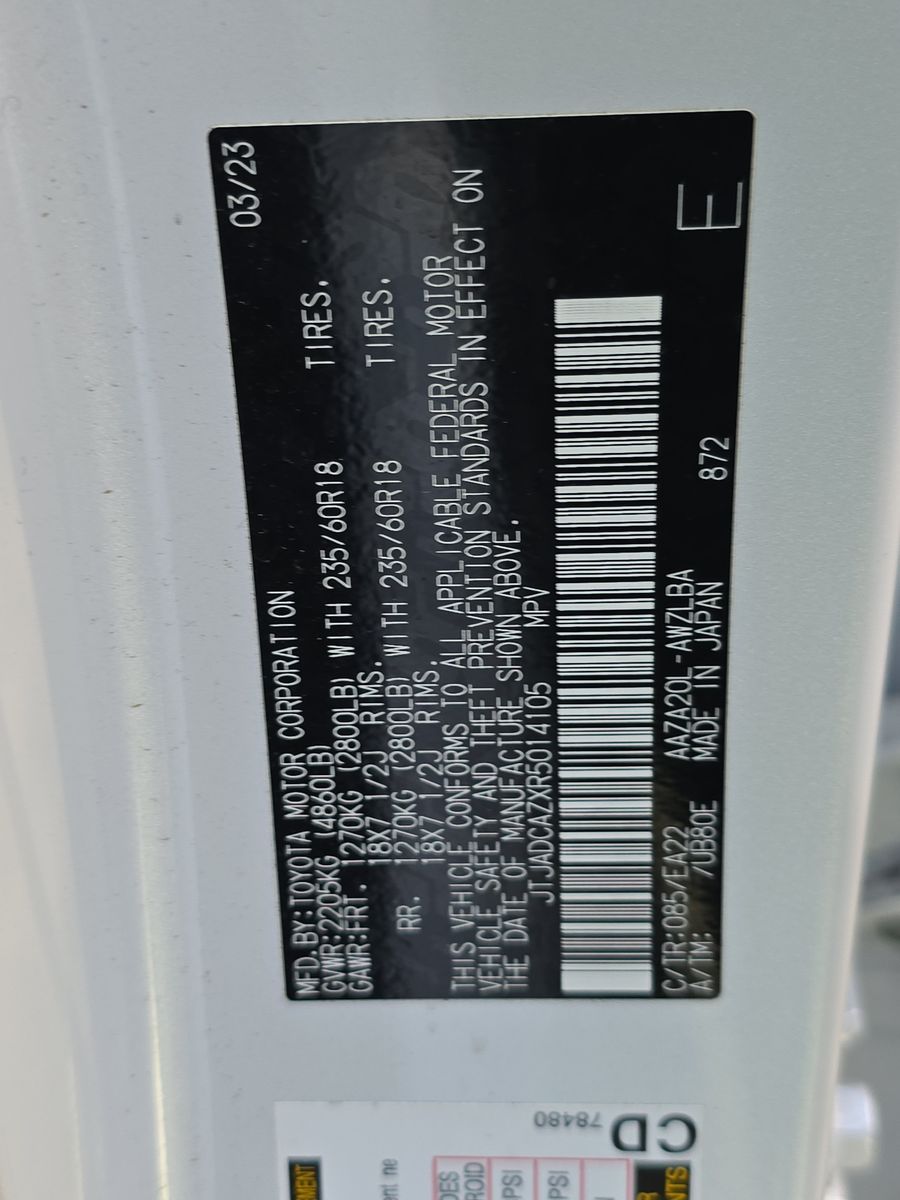 03/23
MFD.BY:TOYOTA MOTOR CORPORATION
GVWR:2205KG (4860LB)
GAWR:FRT. 1270KG (2800LB) WITH 235/60R18 TIRES.
18X7 1/2J RIMS.
RR. 1270KG (2800LB) WITH 235/60R18 TIRES.
18X7 1/2J RIMS.
THIS VEHICLE CONFORMS TO ALL APPLICABLE FEDERAL MOTOR
VEHICLE SAFETY AND THEFT PREVENTION STANDARDS IN EFFECT ON
THE DATE OF MANUFACTURE SHOWN ABOVE.
JTJADCAZXR5014105 MPV
C/TR:085/EA22 AAZA20L-AWZLBA
A/TM: /UB80E MADE IN JAPAN 872 E
78480
CD
PSI
PSI